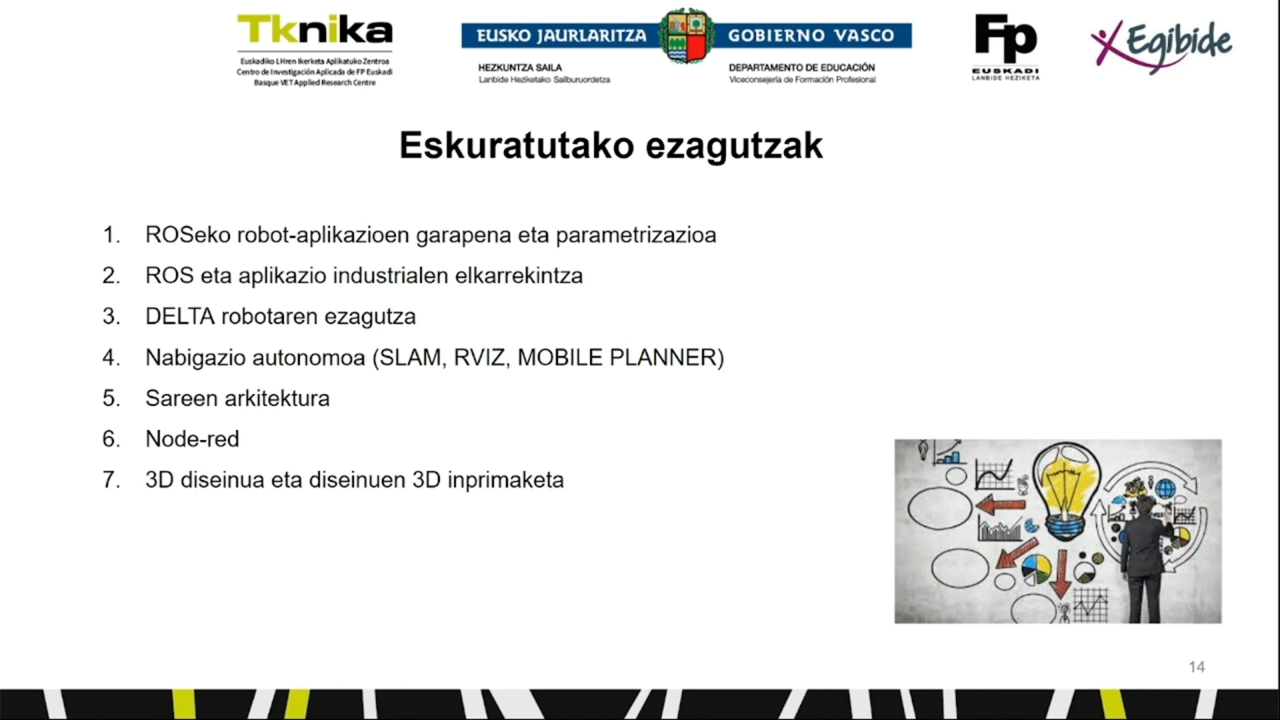 Tknika
Euskadiko LHren Ikerketa Aplikatuko Zentroa
Centro de Investigación Aplicada de FP Euskadi
Basque VET Applied Research Centre
EUSKO JAURLARITZA GOBIERNO VASCO
HEZKUNTZA SAILA
Lanbide Heziketako Sailburuordetza
DEPARTAMENTO DE EDUCACIÓN
Viceconsejería de Formación Profesional
Fp
EUSKADI
LANBIDE HEZIKETA
Egibide
Eskuratutako ezagutzak
1. ROSeko robot-aplikazioen garapena eta parametrizazioa
2. ROS eta aplikazio industrialen elkarrekintza
3. DELTA robotaren ezagutza
4. Nabigazio autonomoa (SLAM, RVIZ, MOBILE PLANNER)
5. Sareen arkitektura
6. Node-red
7. 3D diseinua eta diseinuen 3D inprimaketa
14